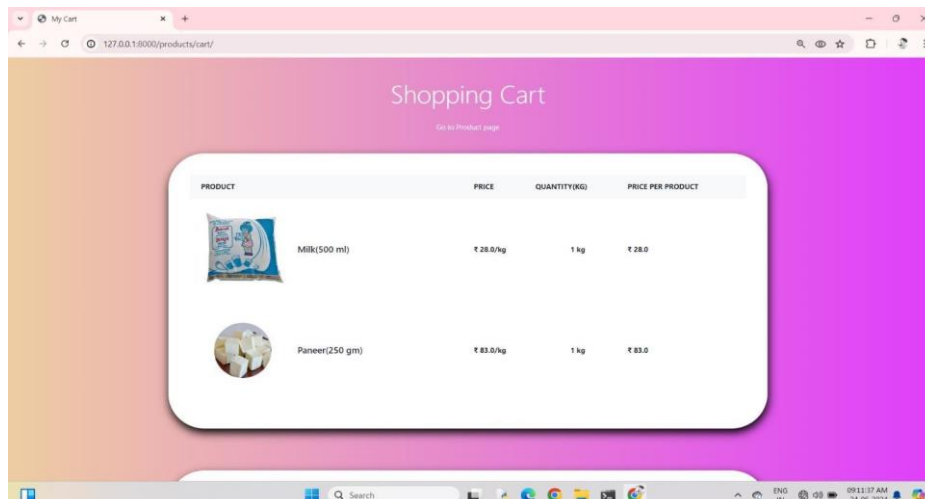 My Cart
127.0.0.1:8000/products/cart/
Shopping Cart
Go to Product page
PRODUCT PRICE QUANTITY(KG) PRICE PER PRODUCT
Milk(500 ml) ₹ 28.0/kg 1 kg ₹ 28.0
Paneer(250 gm) ₹ 83.0/kg 1 kg ₹ 83.0
Search
ENG
IN
09:11:37 AM